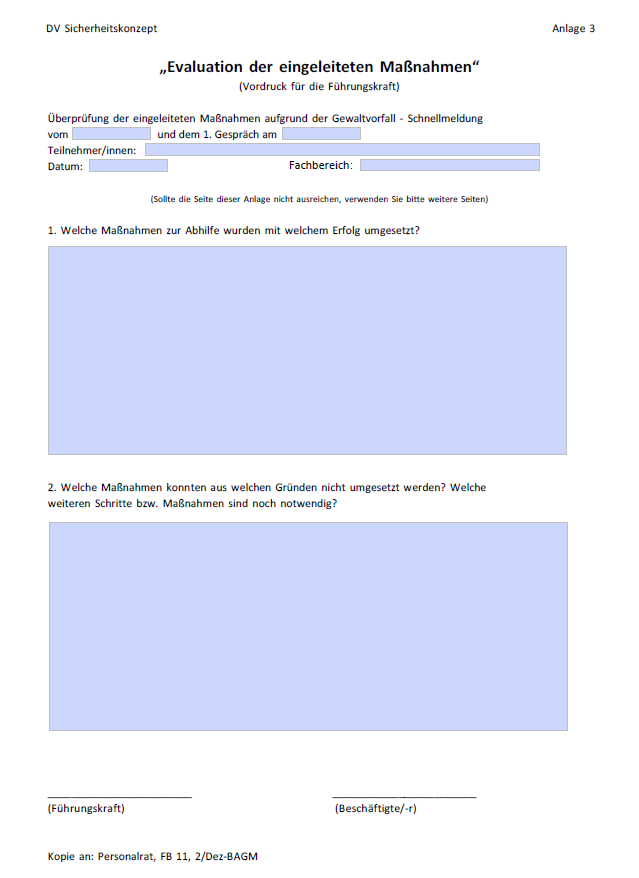 DV Sicherheitskonzept Anlage 3
„Evaluation der eingeleiteten Maßnahmen“
(Vordruck für die Führungskraft)
Überprüfung der eingeleiteten Maßnahmen aufgrund der Gewaltvorfall - Schnellmeldung
vom und dem 1. Gespräch am
Teilnehmer/innen:
Datum: Fachbereich:
(Sollte die Seite dieser Anlage nicht ausreichen, verwenden Sie bitte weitere Seiten)
1. Welche Maßnahmen zur Abhilfe wurden mit welchem Erfolg umgesetzt?
2. Welche Maßnahmen konnten aus welchen Gründen nicht umgesetzt werden? Welche
weiteren Schritte bzw. Maßnahmen sind noch notwendig?
(Führungskraft) (Beschäftigte/-r)
Kopie an: Personalrat, FB 11, 2/Dez-BAGM